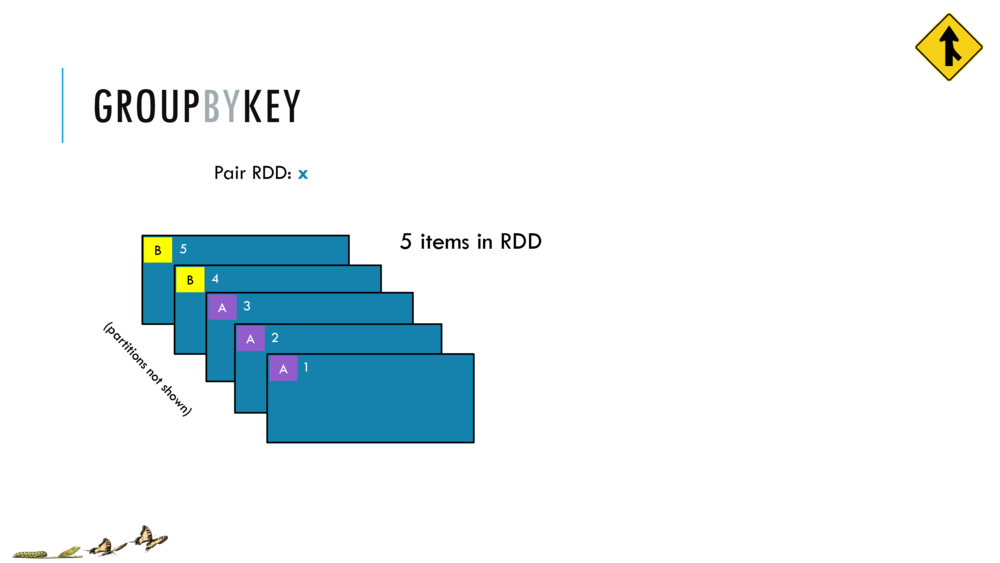 GROUPBYKEY
Pair RDD: x
5 items in RDD
B 5
B 4
A 3
A 2
A 1
(partitions not shown)